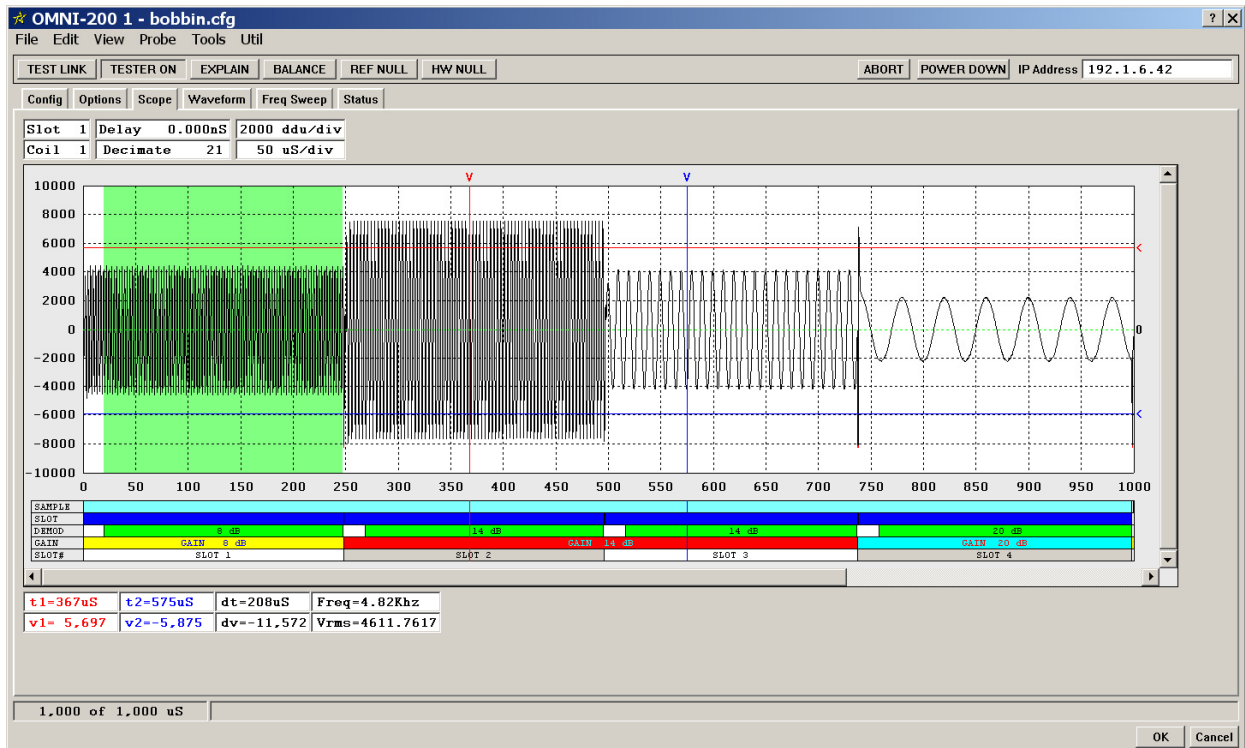 OMNI-200 1 - bobbin.cfg ? X
File Edit View Probe Tools Util
TEST LINK TESTER ON EXPLAIN BALANCE REF NULL HW NULL ABORT POWER DOWN IP Address 192.1.6.42
Config Options Scope Waveform Freq Sweep Status
Slot 1 Delay 0.000nS 2000 ddu/div
Coil 1 Decimate 21 50 uS/div
V V
10000
8000
6000
4000
2000
0 0
-2000
-4000
-6000
-8000
-10000
0 50 100 150 200 250 300 350 400 450 500 550 600 650 700 750 800 850 900 950 1000
SAMPLE
SLOT
DEMOD 8 dB 14 dB 14 dB 20 dB
GAIN GAIN 8 dB GAIN 14 dB GAIN 20 dB
SLOT# SLOT 1 SLOT 2 SLOT 3 SLOT 4
t1=367uS t2=575uS dt=208uS Freq=4.82Khz
v1= 5,697 v2=-5,875 dv=-11,572 Vrms=4611.7617
1,000 of 1,000 uS
OK Cancel